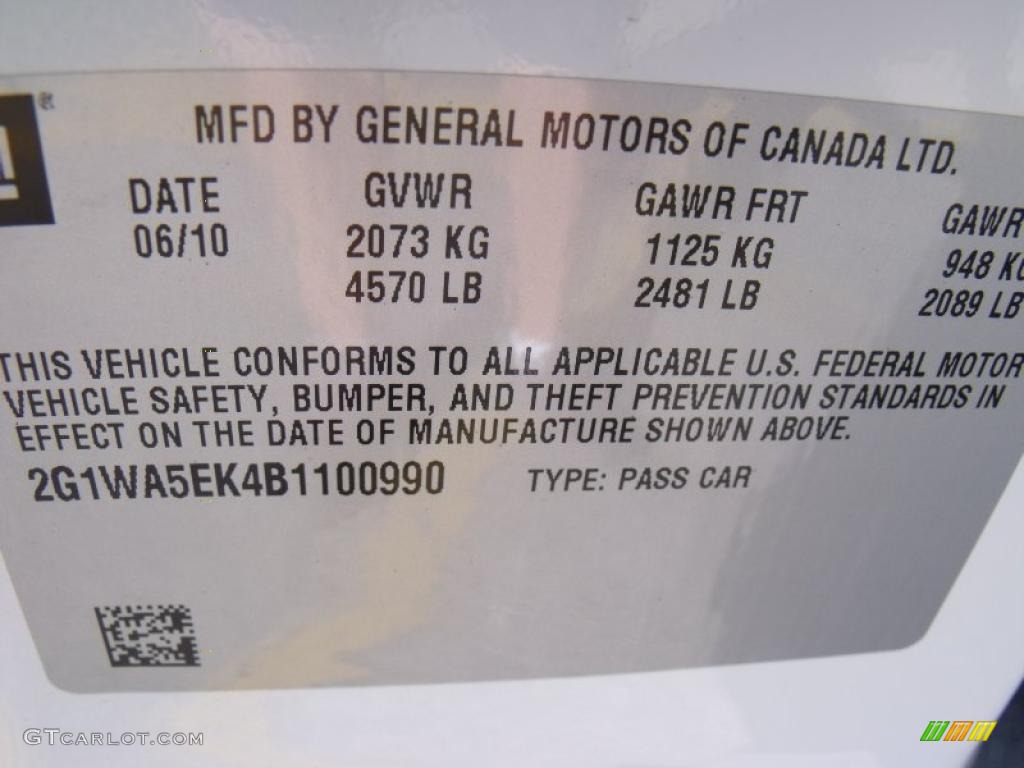 MFD BY GENERAL MOTORS OF CANADA LTD.
DATE GVWR GAWR FRT GAWR
06/10 2073 KG 1125 KG 948 KG
4570 LB 2481 LB 2089 LB
THIS VEHICLE CONFORMS TO ALL APPLICABLE U.S. FEDERAL MOTOR
VEHICLE SAFETY, BUMPER, AND THEFT PREVENTION STANDARDS IN
EFFECT ON THE DATE OF MANUFACTURE SHOWN ABOVE.
2G1WA5EK4B1100990 TYPE: PASS CAR
GTCARLOT.COM